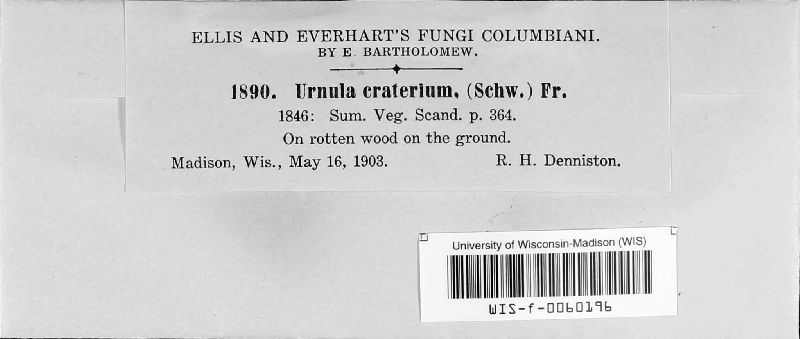 ELLIS AND EVERHART'S FUNGI COLUMBIANI.
BY E. BARTHOLOMEW.
1890. Urnula craterium, (Schw.) Fr.
1846: Sum. Veg. Scand. p. 364.
On rotten wood on the ground.
Madison, Wis., May 16, 1903. R. H. Denniston.
University of Wisconsin-Madison (WIS)
WIS-f-0060196